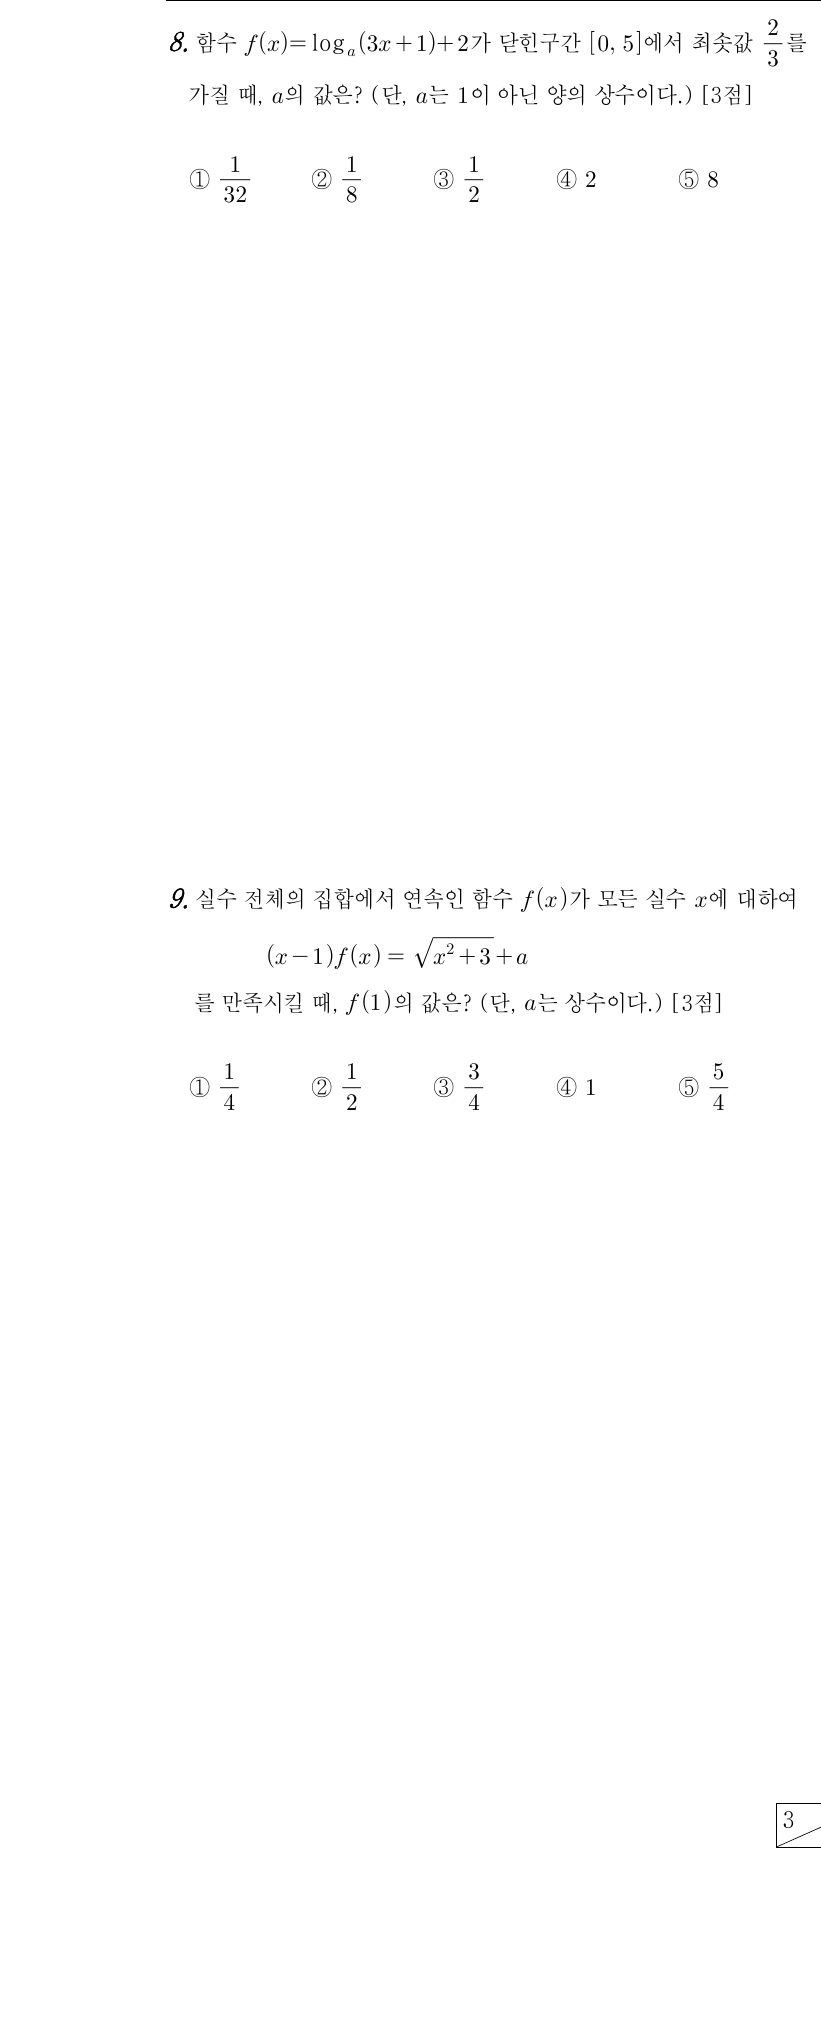 8. 함수 f(x)=log_a(3x+1)+2가 닫힌구간 [0, 5]에서 최솟값 2/3를
가질 때, a의 값은? (단, a는 1이 아닌 양의 상수이다.) [3점]
① 1/32 ② 1/8 ③ 1/2 ④ 2 ⑤ 8
9. 실수 전체의 집합에서 연속인 함수 f(x)가 모든 실수 x에 대하여
(x-1)f(x)=√(x²+3)+a
를 만족시킬 때, f(1)의 값은? (단, a는 상수이다.) [3점]
① 1/4 ② 1/2 ③ 3/4 ④ 1 ⑤ 5/4
3